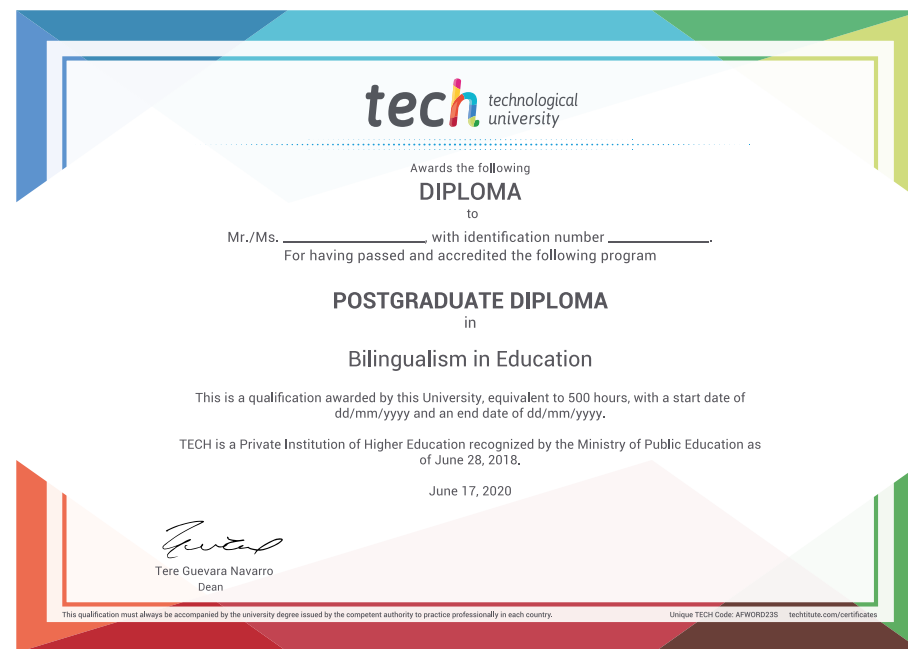 tech technological
university
Awards the following
DIPLOMA
to
Mr./Ms. ____________________, with identification number ______________.
For having passed and accredited the following program
POSTGRADUATE DIPLOMA
in
Bilingualism in Education
This is a qualification awarded by this University, equivalent to 500 hours, with a start date of
dd/mm/yyyy and an end date of dd/mm/yyyy.
TECH is a Private Institution of Higher Education recognized by the Ministry of Public Education as
of June 28, 2018.
June 17, 2020
Tere Guevara Navarro
Dean
This qualification must always be accompanied by the university degree issued by the competent authority to practice professionally in each country.
Unique TECH Code: AFWORD23S techtitute.com/certificates